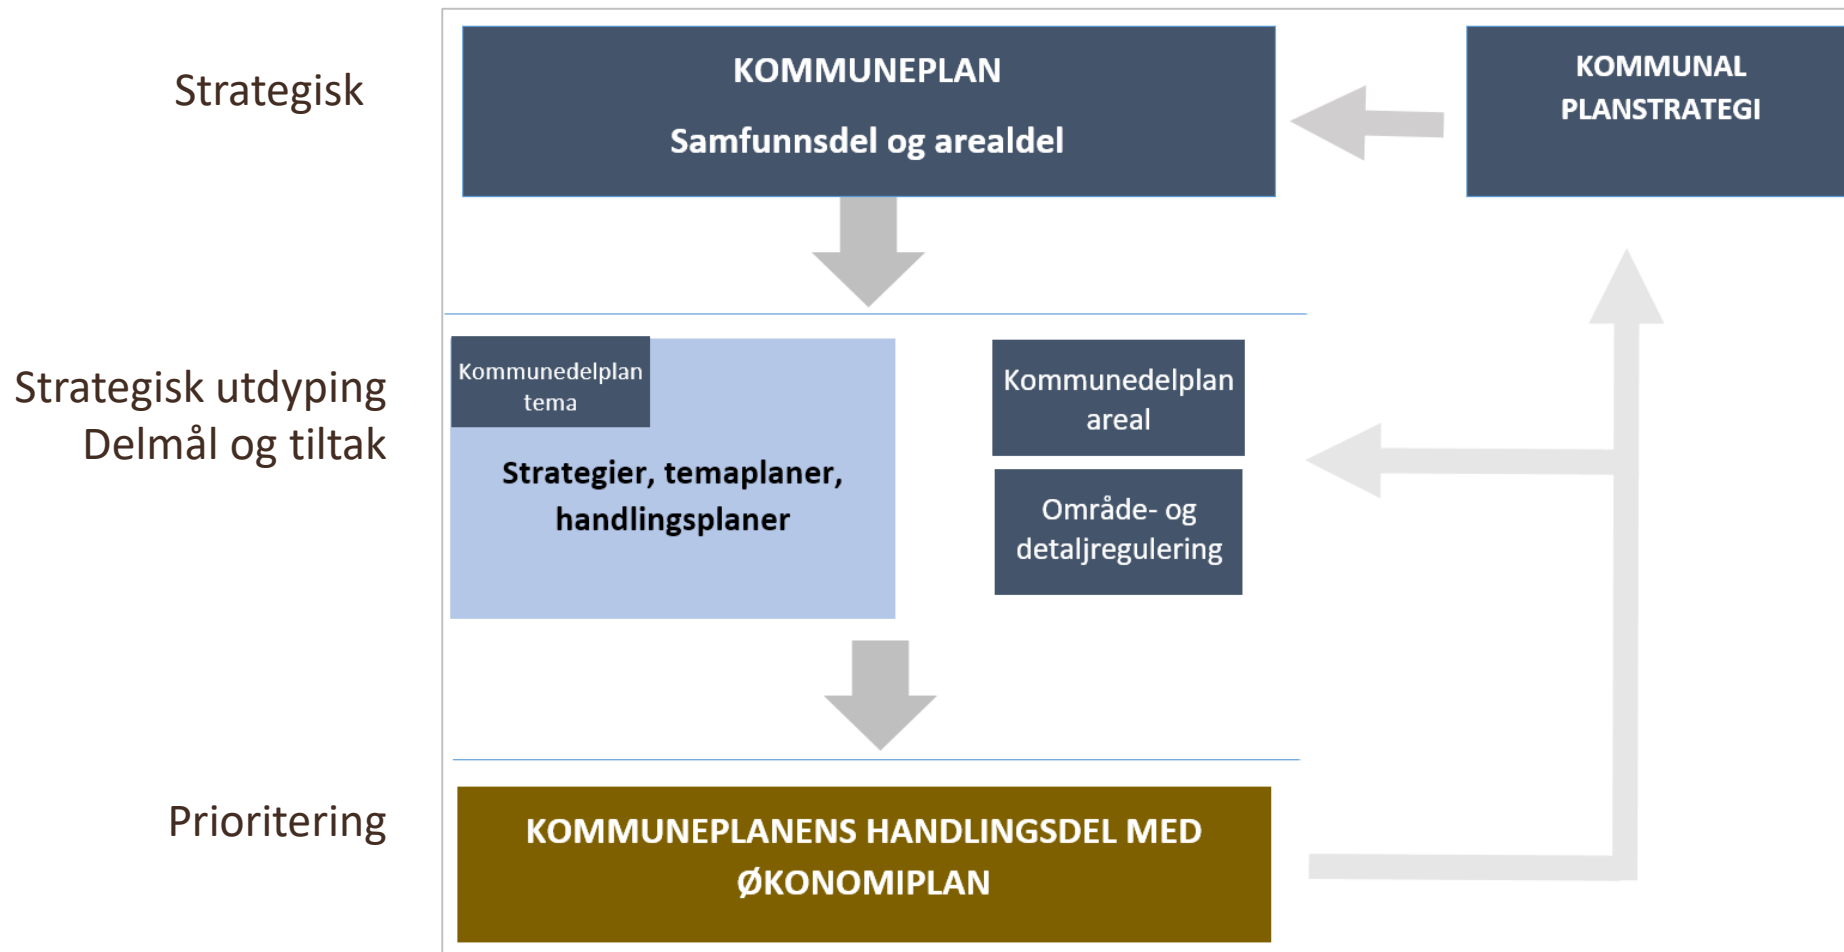 Strategisk
KOMMUNEPLAN
Samfunnsdel og arealdel
KOMMUNAL
PLANSTRATEGI
Strategisk utdyping
Delmål og tiltak
Kommunedelplan
tema
Strategier, temaplaner,
handlingsplaner
Kommunedelplan
areal
Område- og
detaljregulering
Prioritering
KOMMUNEPLANENS HANDLINGSDEL MED
ØKONOMIPLAN